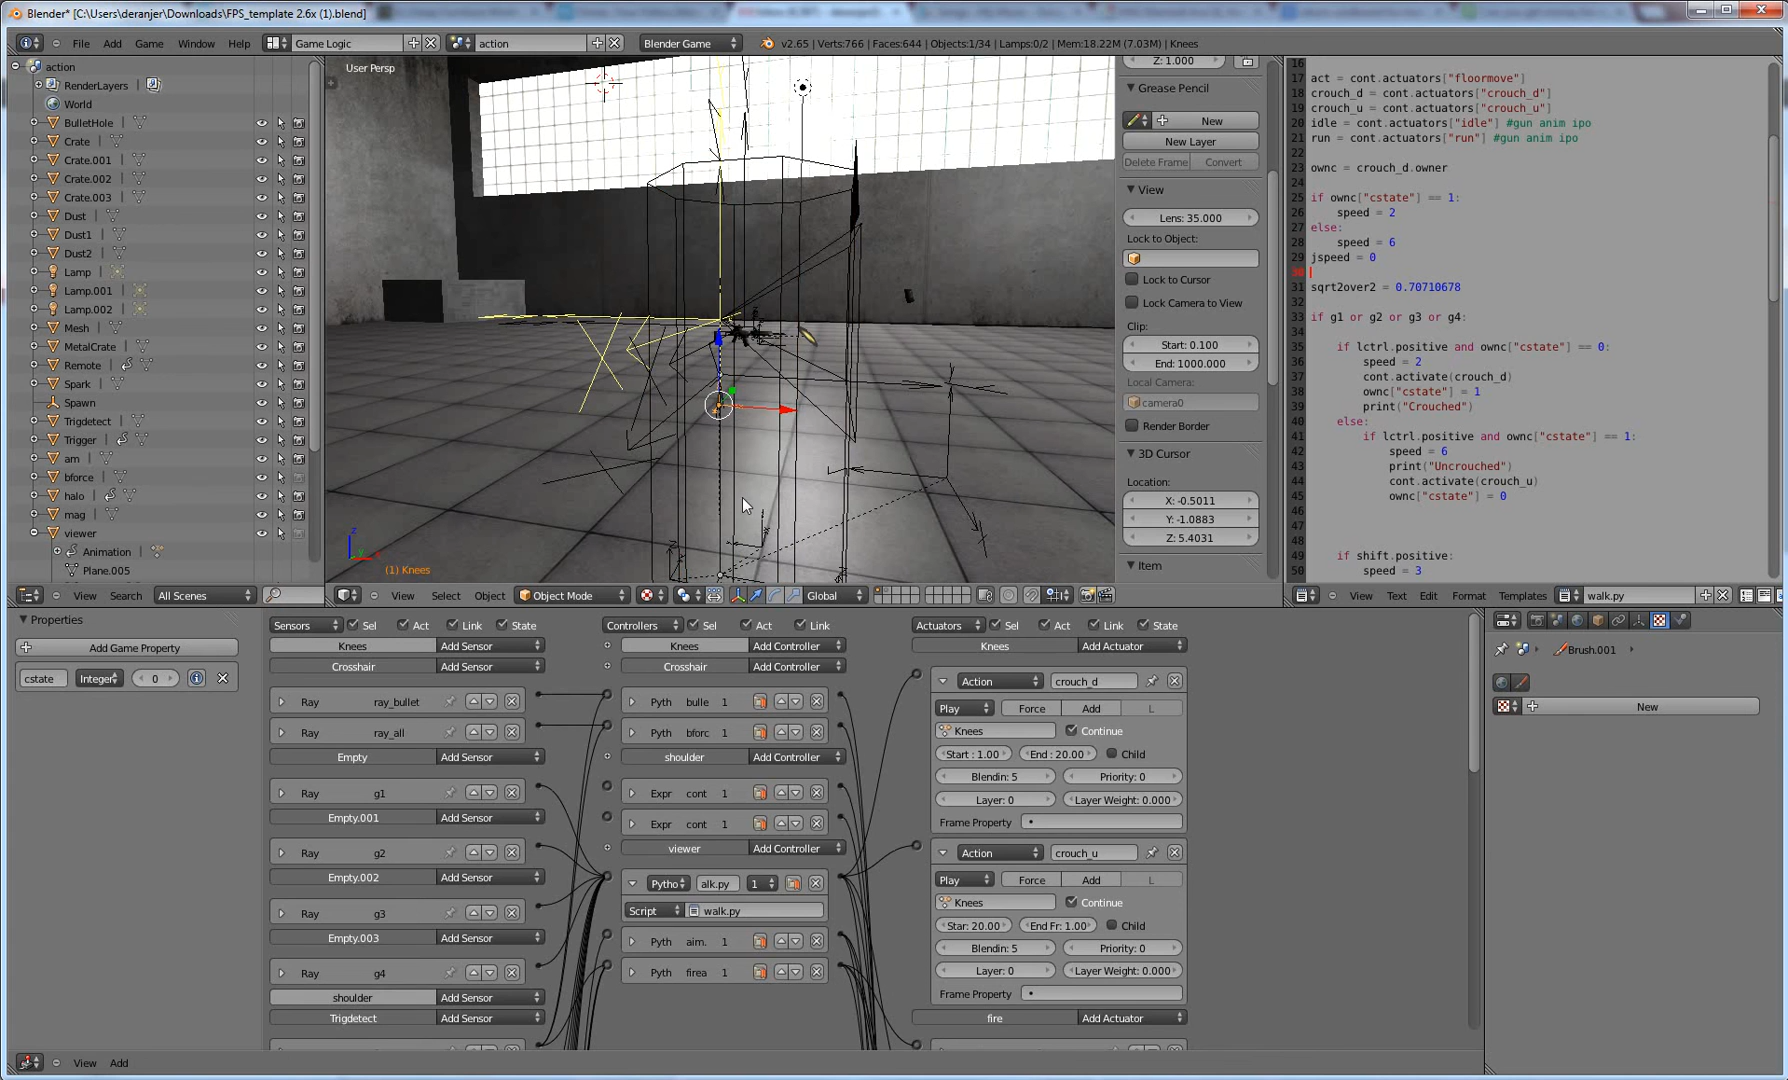 Blender* [C:\Users\deranjer\Downloads\FPS_template 2.6x (1).blend]
File Add Game Window Help Game Logic action Blender Game v2.65 | Verts:766 | Faces:644 | Objects:1/34 | Lamps:0/2 | Mem:18.22M (7.03M) | Knees
action
RenderLayers |
World
BulletHole |
Crate |
Crate.001 |
Crate.002 |
Crate.003 |
Dust |
Dust1 |
Dust2 |
Lamp |
Lamp.001 |
Lamp.002 |
Mesh |
MetalCrate |
Remote |
Spark |
Spawn
Trigdetect |
Trigger |
am |
bforce |
halo |
mag |
viewer
Animation |
Plane.005
View Search All Scenes
User Persp
(1) Knees
View Select Object Object Mode Global
Z: 1.000
Grease Pencil
New
New Layer
Delete Frame Convert
View
Lens: 35.000
Lock to Object:
Lock to Cursor
Lock Camera to View
Clip:
Start: 0.100
End: 1000.000
Local Camera:
camera0
Render Border
3D Cursor
Location:
X: -0.5011
Y: -1.0883
Z: 5.4031
Item
16
17 act = cont.actuators["floormove"]
18 crouch_d = cont.actuators["crouch_d"]
19 crouch_u = cont.actuators["crouch_u"]
20 idle = cont.actuators["idle"] #gun anim ipo
21 run = cont.actuators["run"] #gun anim ipo
22
23 ownc = crouch_d.owner
24
25 if ownc["cstate"] == 1:
26 speed = 2
27 else:
28 speed = 6
29 jspeed = 0
30
31 sqrt2over2 = 0.70710678
32
33 if g1 or g2 or g3 or g4:
34
35 if lctrl.positive and ownc["cstate"] == 0:
36 speed = 2
37 cont.activate(crouch_d)
38 ownc["cstate"] = 1
39 print("Crouched")
40 else:
41 if lctrl.positive and ownc["cstate"] == 1:
42 speed = 6
43 print("Uncrouched")
44 cont.activate(crouch_u)
45 ownc["cstate"] = 0
46
47
48
49 if shift.positive:
50 speed = 3
View Text Edit Format Templates walk.py
Properties
Add Game Property
cstate Integer 0
Sensors Sel Act Link State
Knees Add Sensor
Crosshair Add Sensor
Ray ray_bullet
Ray ray_all
Empty Add Sensor
Ray g1
Empty.001 Add Sensor
Ray g2
Empty.002 Add Sensor
Ray g3
Empty.003 Add Sensor
Ray g4
shoulder Add Sensor
Trigdetect Add Sensor
Controllers Sel Act Link
Knees Add Controller
Crosshair Add Controller
Pyth bulle 1
Pyth bforc 1
shoulder Add Controller
Expr cont 1
Expr cont 1
viewer Add Controller
Pytho alk.py 1
Script walk.py
Pyth aim. 1
Pyth firea 1
Actuators Sel Act Link State
Knees Add Actuator
Action crouch_d
Play Force Add L
Knees Continue
Start : 1.00 End : 20.00 Child
Blendin: 5 Priority: 0
Layer: 0 Layer Weight: 0.000
Frame Property
Action crouch_u
Play Force Add L
Knees Continue
Star: 20.00 End Fr: 1.00 Child
Blendin: 5 Priority: 0
Layer: 0 Layer Weight: 0.000
Frame Property
fire Add Actuator
Brush.001
New
View Add